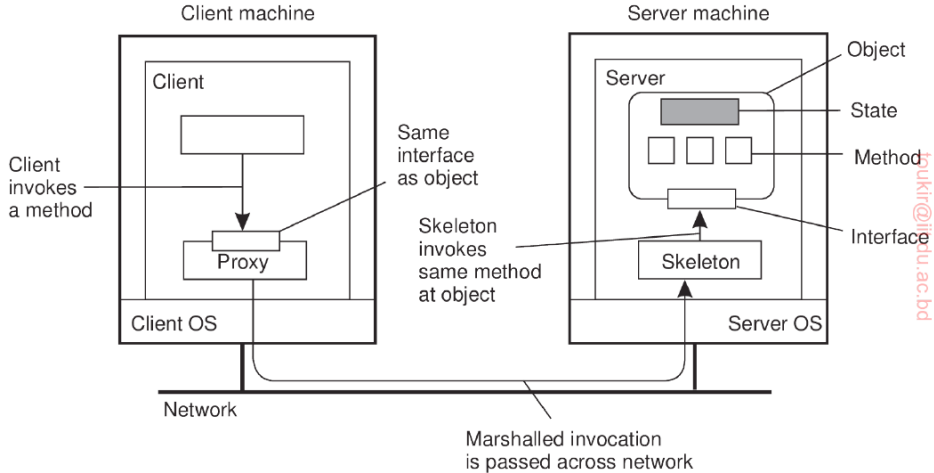 Client machine
Server machine
Object
Client
Server
State
Same
interface
as object
Client
invokes
a method
Method
Skeleton
invokes
same method
at object
Interface
Proxy
Skeleton
Client OS
Server OS
Network
Marshalled invocation
is passed across network